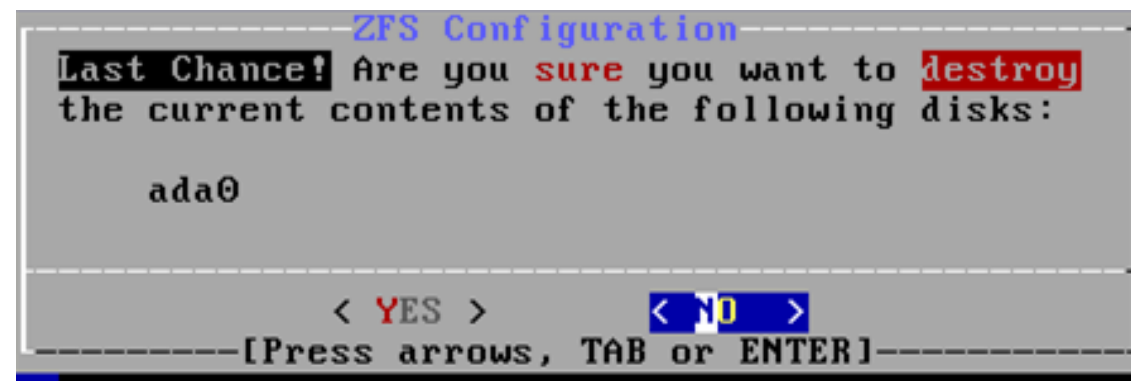 ZFS Configuration
Last Chance! Are you sure you want to destroy
the current contents of the following disks:
ada0
< YES > < NO >
[Press arrows, TAB or ENTER]